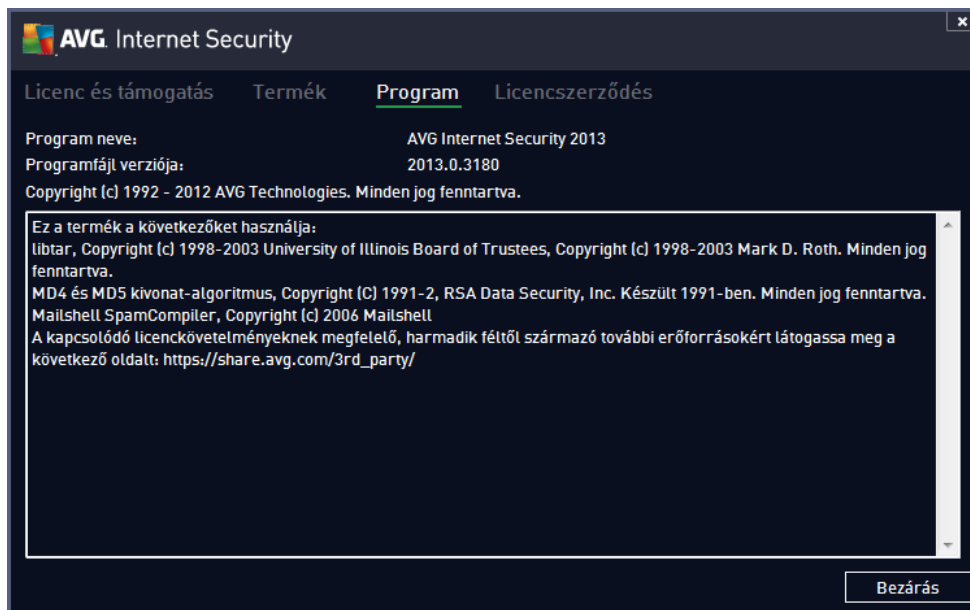 AVG. Internet Security
Licenc és támogatás Termék Program Licencszerződés
Program neve: AVG Internet Security 2013
Programfájl verziója: 2013.0.3180
Copyright (c) 1992 - 2012 AVG Technologies. Minden jog fenntartva.
Ez a termék a következőket használja:
libtar, Copyright (c) 1998-2003 University of Illinois Board of Trustees, Copyright (c) 1998-2003 Mark D. Roth. Minden jog
fenntartva.
MD4 és MD5 kivonat-algoritmus, Copyright (C) 1991-2, RSA Data Security, Inc. Készült 1991-ben. Minden jog fenntartva.
Mailshell SpamCompiler, Copyright (c) 2006 Mailshell
A kapcsolódó licenckövetelményeknek megfelelő, harmadik féltől származó további erőforrásokért látogassa meg a
következő oldalt: https://share.avg.com/3rd_party/
Bezárás